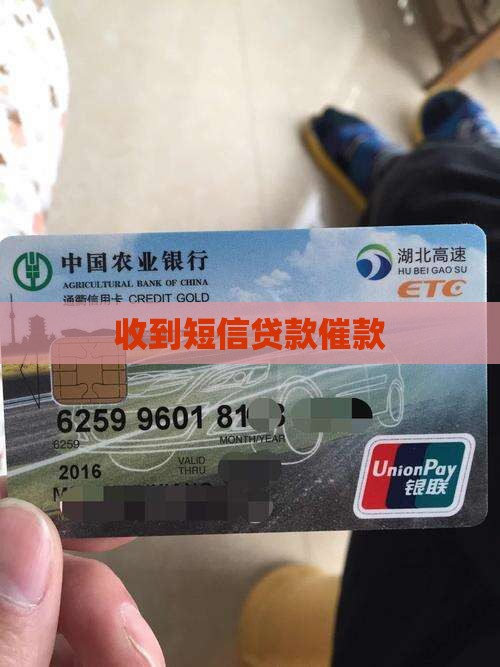 中国农业银行
AGRICULTURAL BANK OF CHINA
通衢信用卡 CREDIT GOLD
湖北高速
HU BEI GAO SU
ETC
收到短信贷款催款
6259 9601 81
6259
MONTH/YEAR
2016
VALID
THRU
UnionPay
银联